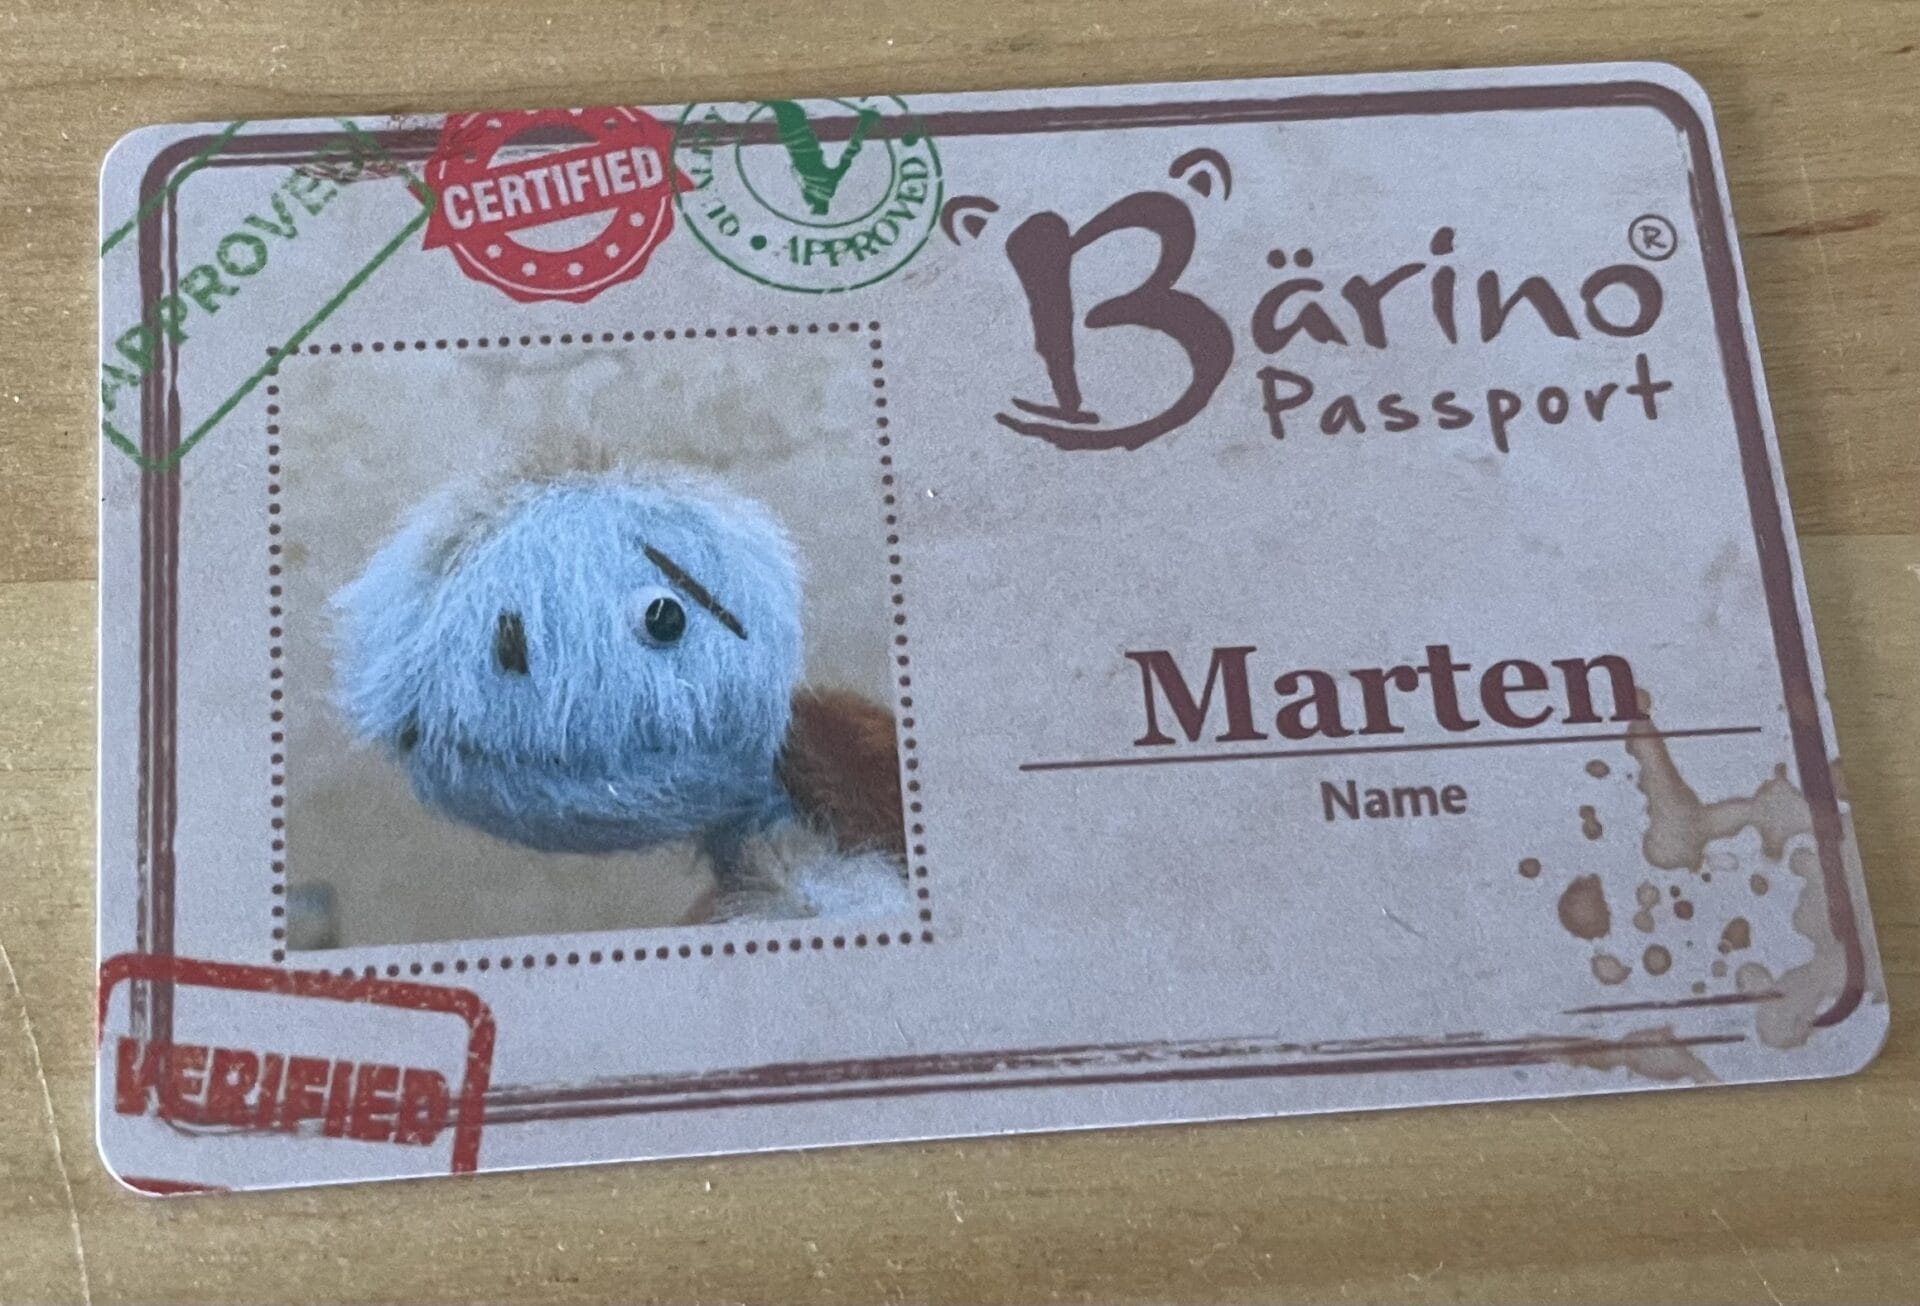 APPROVED
CERTIFIED
APPROVED
Bärino®
Passport
Marten
Name
VERIFIED